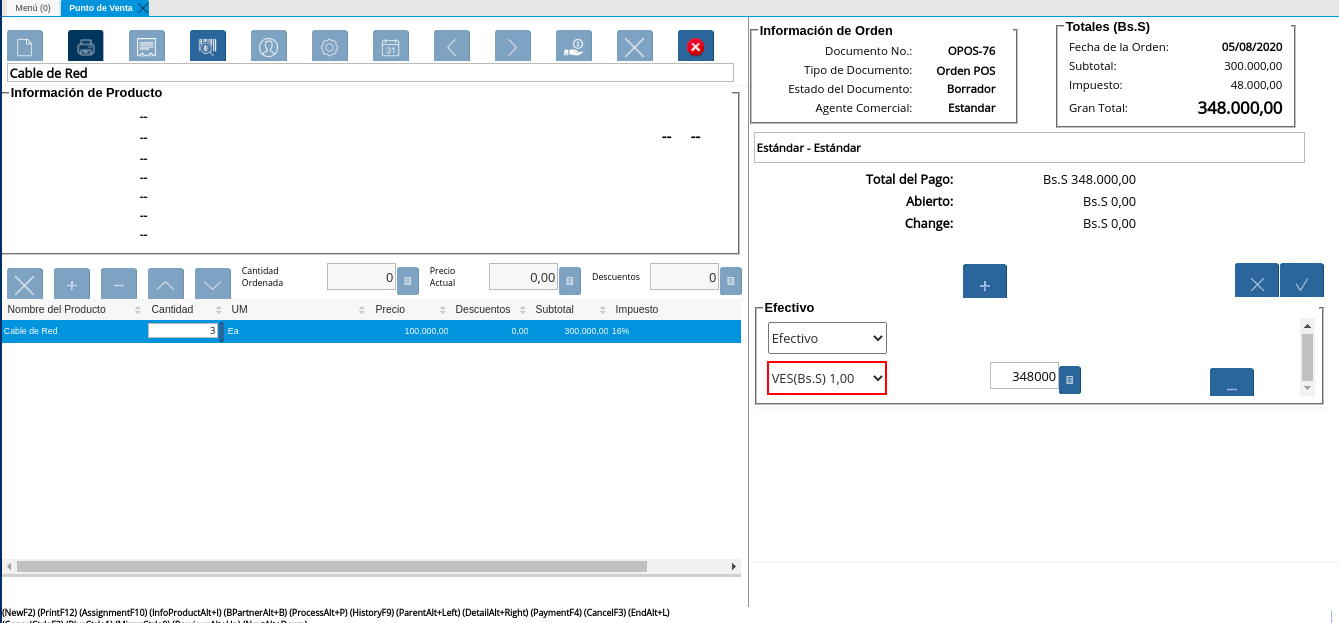 Menú (0)
Punto de Venta
31
Cable de Red
Información de Producto
--
--
-- --
--
--
--
--
--
Cantidad Ordenada
0
Precio Actual
0,00
Descuentos
0
Nombre del Producto Cantidad UM Precio Descuentos Subtotal Impuesto
Cable de Red 3 Ea 100.000,00 0,00 300.000,00 16%
(NewF2) (PrintF12) (AssignmentF10) (InfoProductAlt+I) (BPartnerAlt+B) (ProcessAlt+P) (HistoryF9) (ParentAlt+Left) (DetailAlt+Right) (PaymentF4) (CancelF3) (EndAlt+L)
Información de Orden
Documento No.: OPOS-76
Tipo de Documento: Orden POS
Estado del Documento: Borrador
Agente Comercial: Estandar
Totales (Bs.S)
Fecha de la Orden: 05/08/2020
Subtotal: 300.000,00
Impuesto: 48.000,00
Gran Total: 348.000,00
Estándar - Estándar
Total del Pago: Bs.S 348.000,00
Abierto: Bs.S 0,00
Change: Bs.S 0,00
Efectivo
Efectivo
VES(Bs.S) 1,00
348000